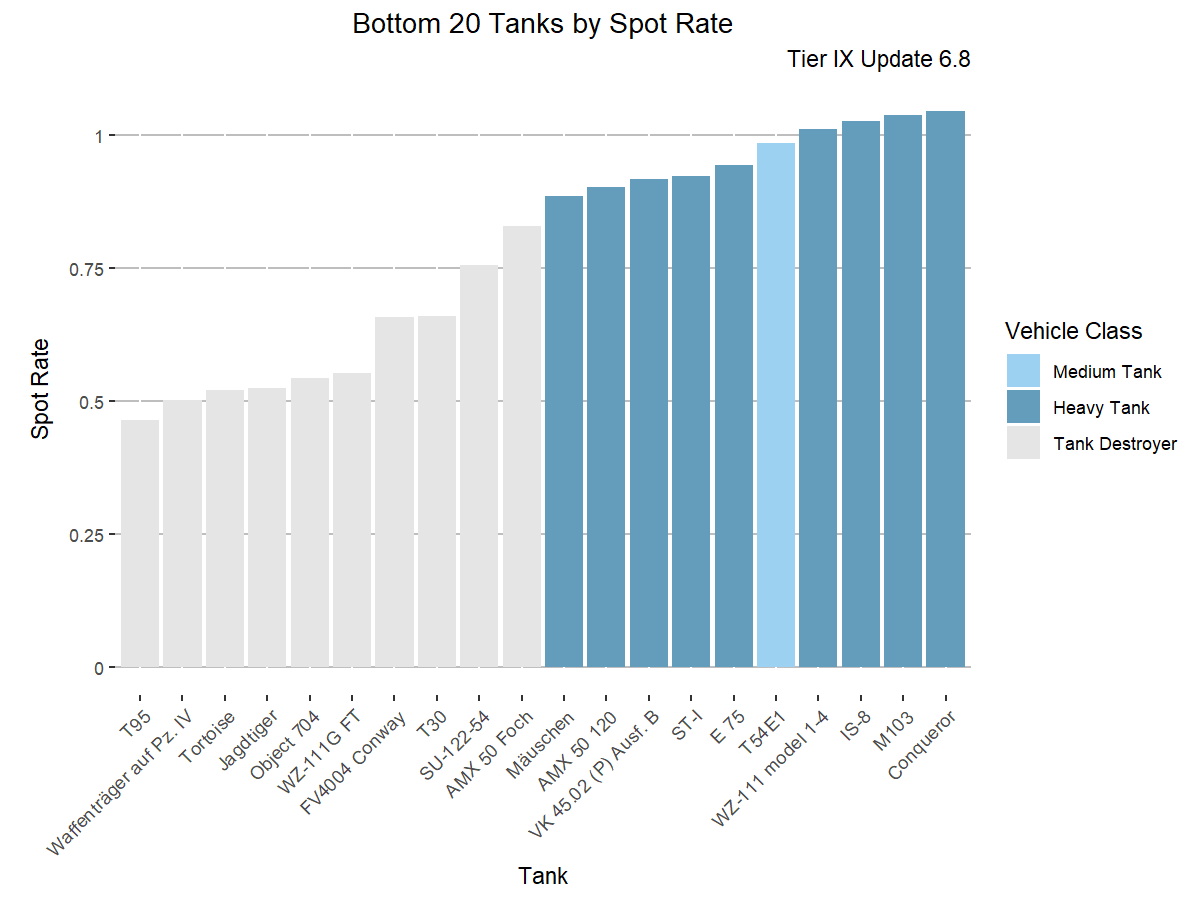 Bottom 20 Tanks by Spot Rate
Tier IX Update 6.8
1
0.75
0.5
0.25
0
Spot Rate
T95
Waffenträger auf Pz. IV
Tortoise
Jagdtiger
Object 704
WZ-111G FT
FV4004 Conway
T30
SU-122-54
AMX 50 Foch
Mäuschen
AMX 50 120
VK 45.02 (P) Ausf. B
ST-I
E 75
T54E1
WZ-111 model 1-4
IS-8
M103
Conqueror
Tank
Vehicle Class
Medium Tank
Heavy Tank
Tank Destroyer